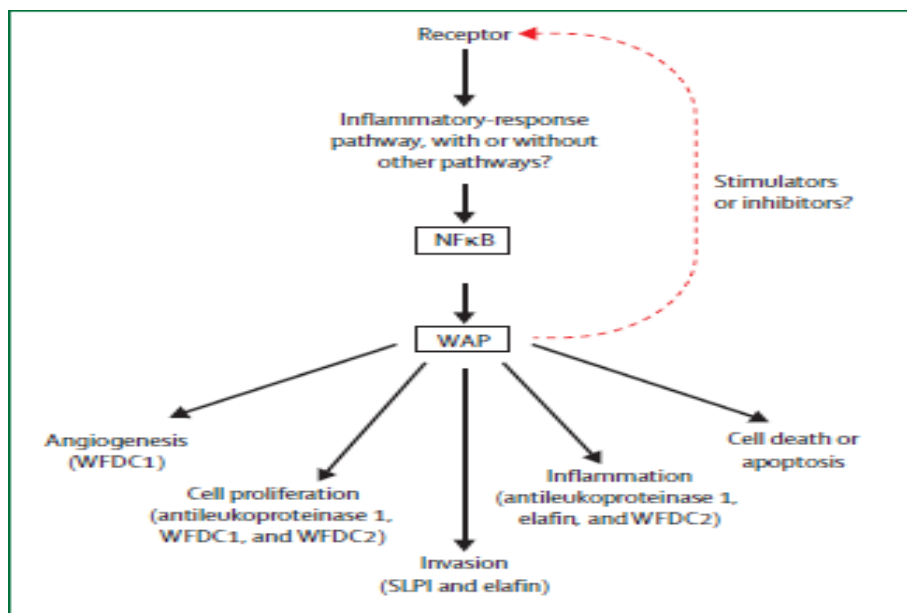 Receptor
Inflammatory-response
pathway, with or without
other pathways?
Stimulators
or inhibitors?
NFκB
WAP
Angiogenesis
(WFDC1)
Cell proliferation
(antileukoproteinase 1,
WFDC1, and WFDC2)
Invasion
(SLPI and elafin)
Inflammation
(antileukoproteinase 1,
elafin, and WFDC2)
Cell death or
apoptosis